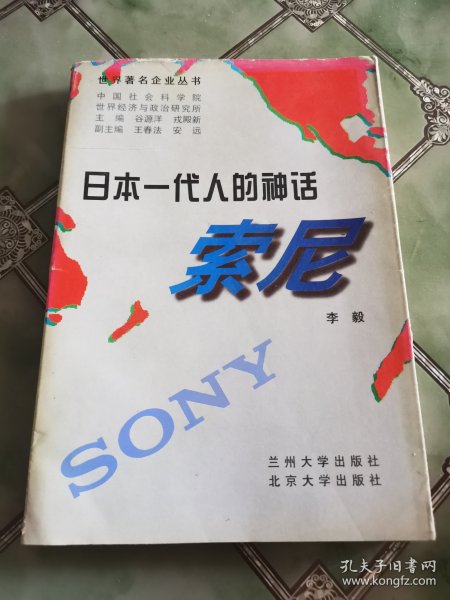 世界著名企业丛书
中国社会科学院
世界经济与政治研究所
主编 谷源洋 戎殿新
副主编 王春法 安远
日本一代人的神话
索尼
李毅
SONY
兰州大学出版社
北京大学出版社
孔夫子旧书网
www.kongfz.com